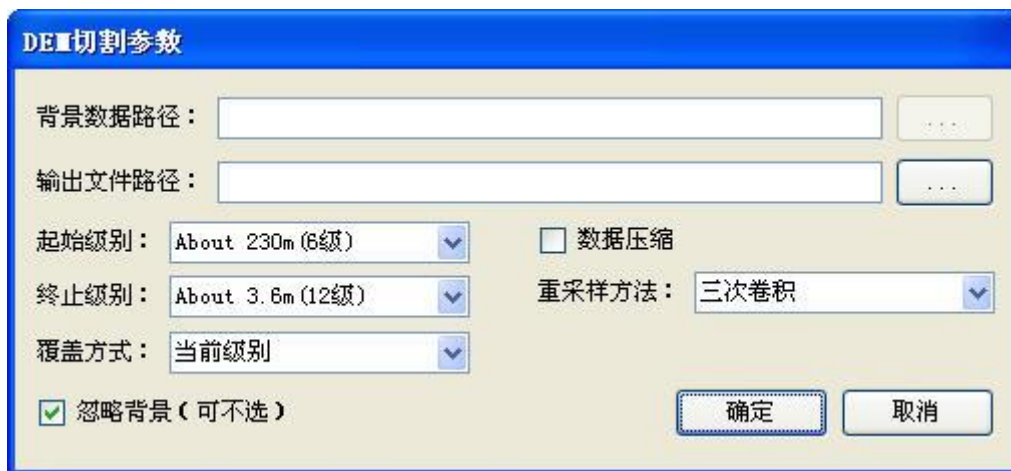 DEM切割参数
背景数据路径：
...
输出文件路径：
...
起始级别： About 230m(6级) 数据压缩
终止级别： About 3.6m(12级) 重采样方法： 三次卷积
覆盖方式： 当前级别
忽略背景(可不选) 确定 取消